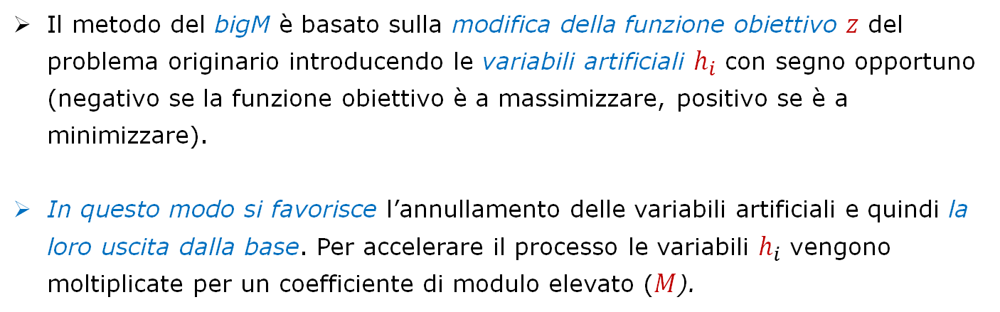 ➢ Il metodo del bigM è basato sulla modifica della funzione obiettivo z del
problema originario introducendo le variabili artificiali hᵢ con segno opportuno
(negativo se la funzione obiettivo è a massimizzare, positivo se è a
minimizzare).
➢ In questo modo si favorisce l’annullamento delle variabili artificiali e quindi la
loro uscita dalla base. Per accelerare il processo le variabili hᵢ vengono
moltiplicate per un coefficiente di modulo elevato (M).